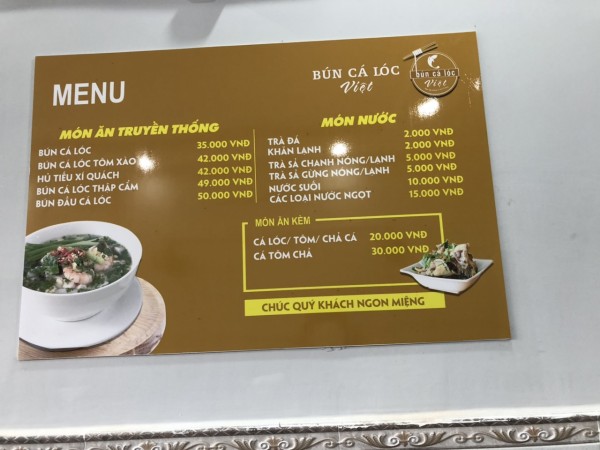 MENU
BÚN CÁ LÓC
Việt
bún cá lóc
Việt
MÓN ĂN TRUYỀN THỐNG
BÚN CÁ LÓC 35.000 VNĐ
BÚN CÁ LÓC TÔM XÀO 42.000 VNĐ
HỦ TIẾU XÍ QUÁCH 42.000 VNĐ
BÚN CÁ LÓC THẬP CẨM 49.000 VNĐ
BÚN ĐẦU CÁ LÓC 50.000 VNĐ
MÓN NƯỚC
TRÀ ĐÁ 2.000 VNĐ
KHĂN LẠNH 2.000 VNĐ
TRÀ SẢ CHANH NÓNG/LẠNH 5.000 VNĐ
TRÀ SẢ GỪNG NÓNG/LẠNH 5.000 VNĐ
NƯỚC SUỐI 10.000 VNĐ
CÁC LOẠI NƯỚC NGỌT 15.000 VNĐ
MÓN ĂN KÈM
CÁ LÓC/ TÔM/ CHẢ CÁ 20.000 VNĐ
CÁ TÔM CHẢ 30.000 VNĐ
CHÚC QUÝ KHÁCH NGON MIỆNG